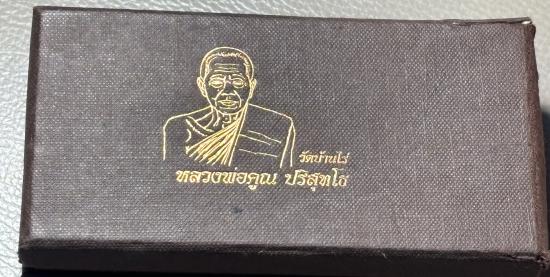 วัดบ้านไร่
หลวงพ่อคูณ ปริสุทโธ